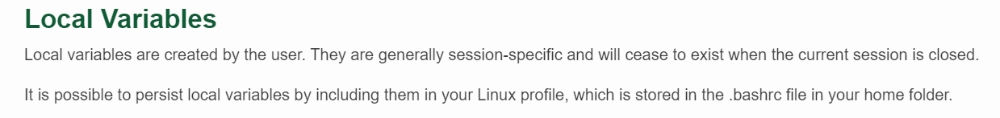 Local Variables
Local variables are created by the user. They are generally session-specific and will cease to exist when the current session is closed.
It is possible to persist local variables by including them in your Linux profile, which is stored in the .bashrc file in your home folder.